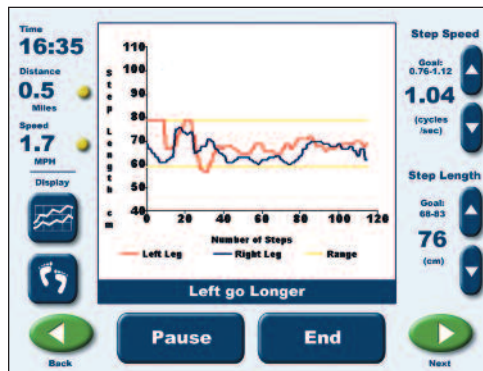 Time
16:35
Distance
0.5
Miles
Speed
1.7
MPH
Display
Back
110
100
90
80
70
60
50
40
Step Length cm
0 20 40 60 80 100 120
Number of Steps
Left Leg Right Leg Range
Left go Longer
Pause End
Step Speed
Goal:
0.76-1.12
1.04
(cycles
/sec)
Step Length
Goal:
68-83
76
(cm)
Next